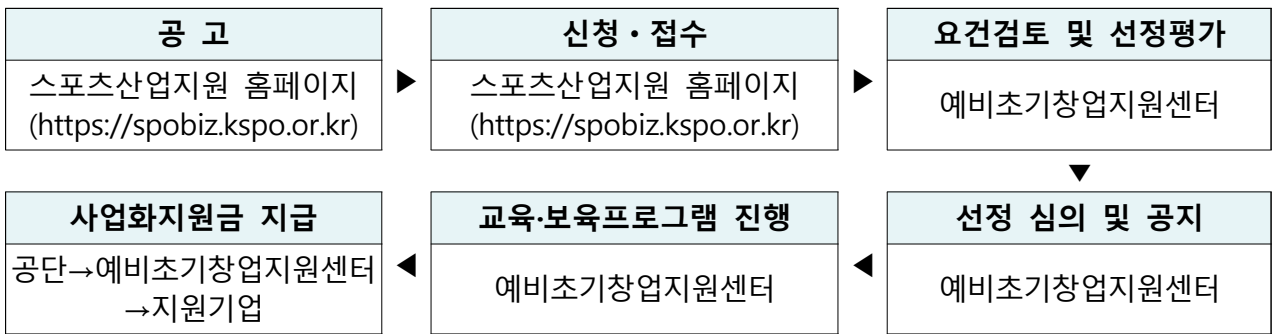 공 고
스포츠산업지원 홈페이지
(https://spobiz.kspo.or.kr)
▶
신청・접수
스포츠산업지원 홈페이지
(https://spobiz.kspo.or.kr)
▶
요건검토 및 선정평가
예비초기창업지원센터
▼
사업화지원금 지급
공단→예비초기창업지원센터
→지원기업
◀
교육·보육프로그램 진행
예비초기창업지원센터
◀
선정 심의 및 공지
예비초기창업지원센터